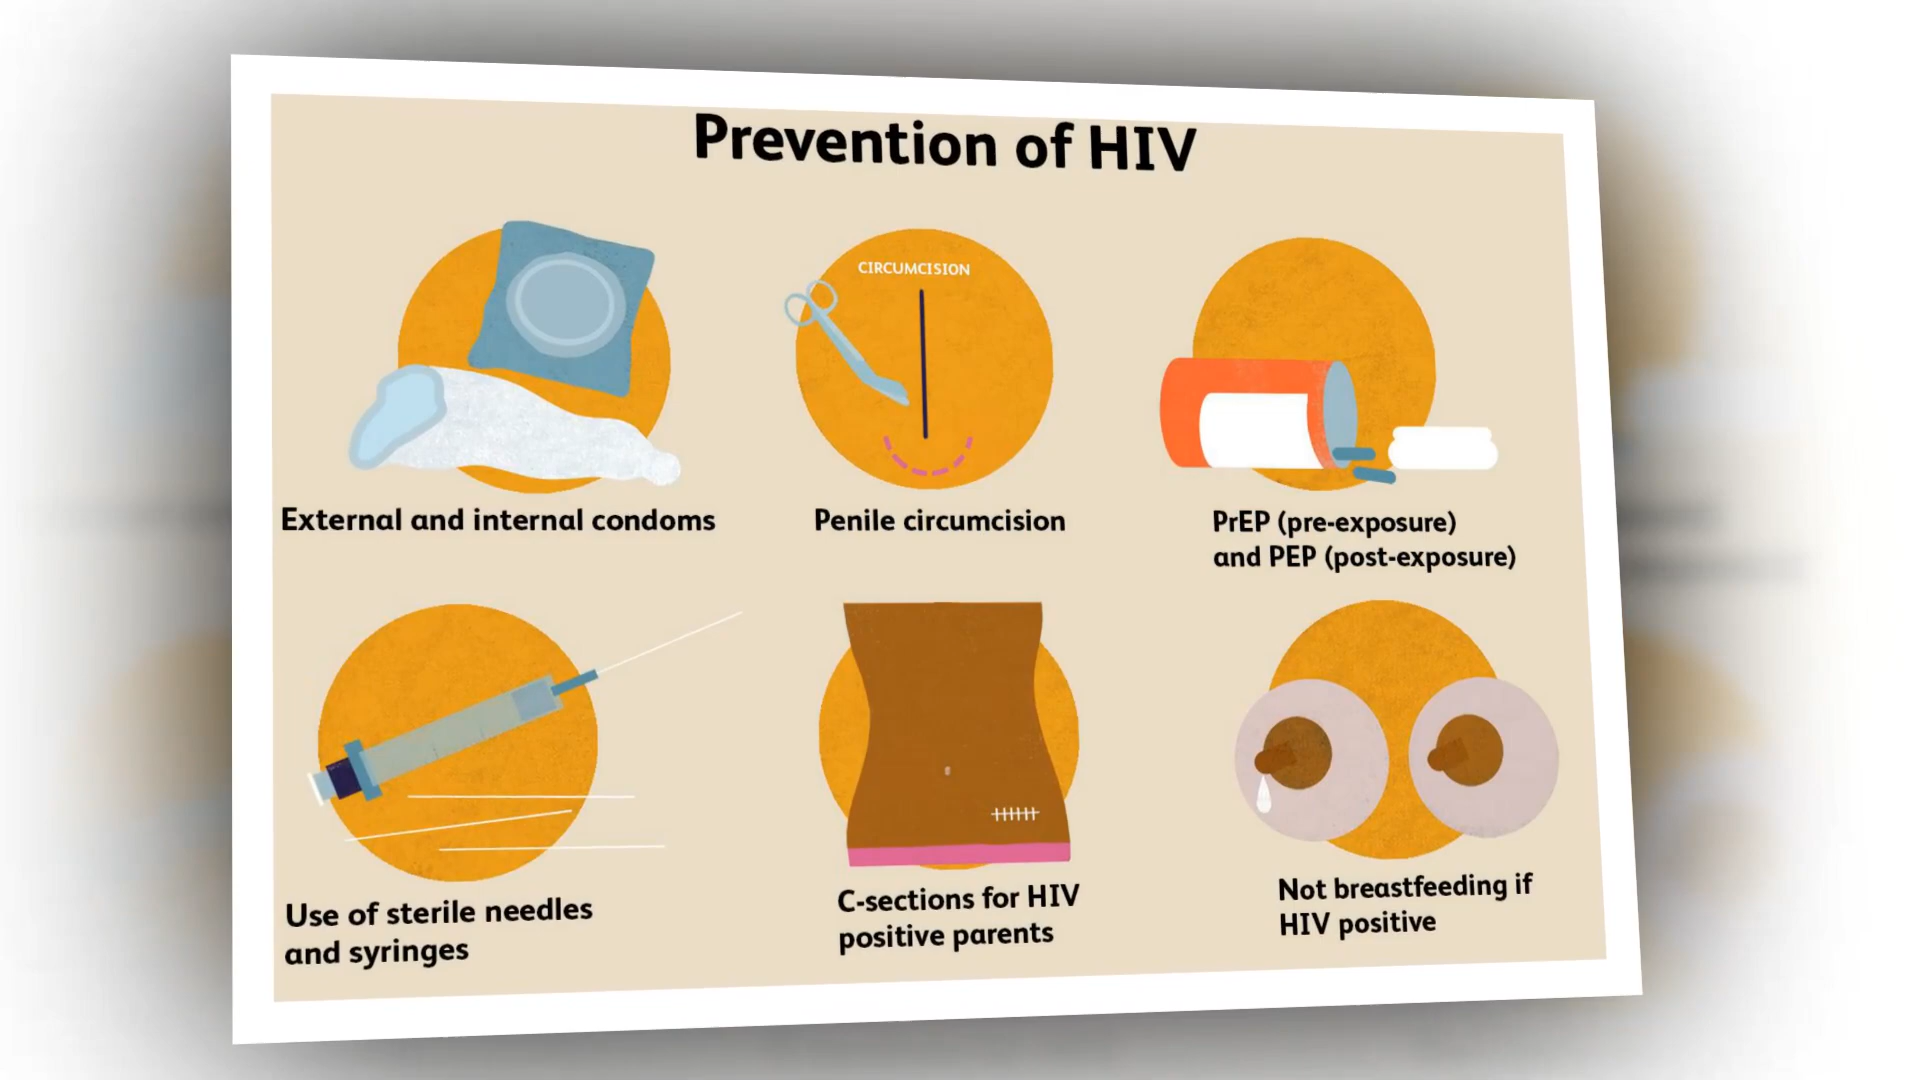 Prevention of HIV
CIRCUMCISION
External and internal condoms
Penile circumcision
PrEP (pre-exposure)
and PEP (post-exposure)
Use of sterile needles
and syringes
C-sections for HIV
positive parents
Not breastfeeding if
HIV positive